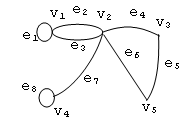 v₁ e₂ v₂ e₄
e₁ e₃ v₃
e₆ e₅
e₈ e₇
v₄ v₅